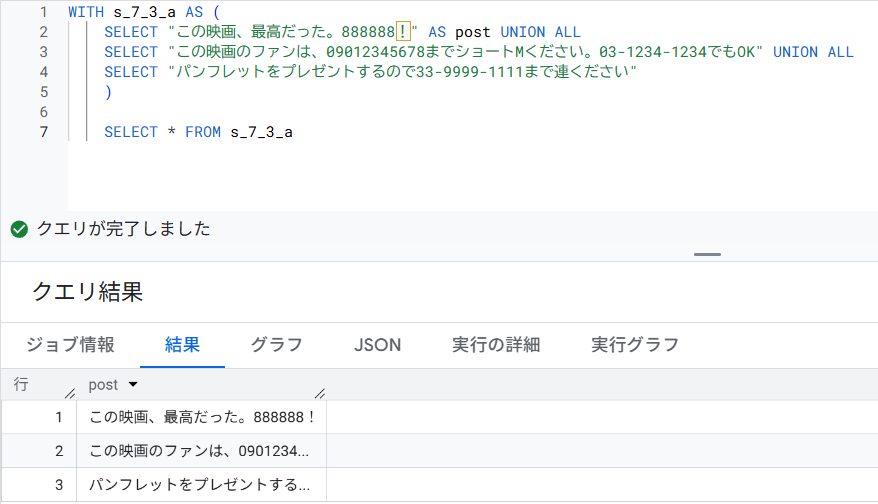 1 WITH s_7_3_a AS (
2 SELECT "この映画、最高だった。888888！" AS post UNION ALL
3 SELECT "この映画のファンは、09012345678までショートMください。03-1234-1234でもOK" UNION ALL
4 SELECT "パンフレットをプレゼントするので33-9999-1111まで連ください"
5 )
6
7 SELECT * FROM s_7_3_a
クエリが完了しました
クエリ結果
ジョブ情報 結果 グラフ JSON 実行の詳細 実行グラフ
行 post
1 この映画、最高だった。888888！
2 この映画のファンは、0901234...
3 パンフレットをプレゼントする...